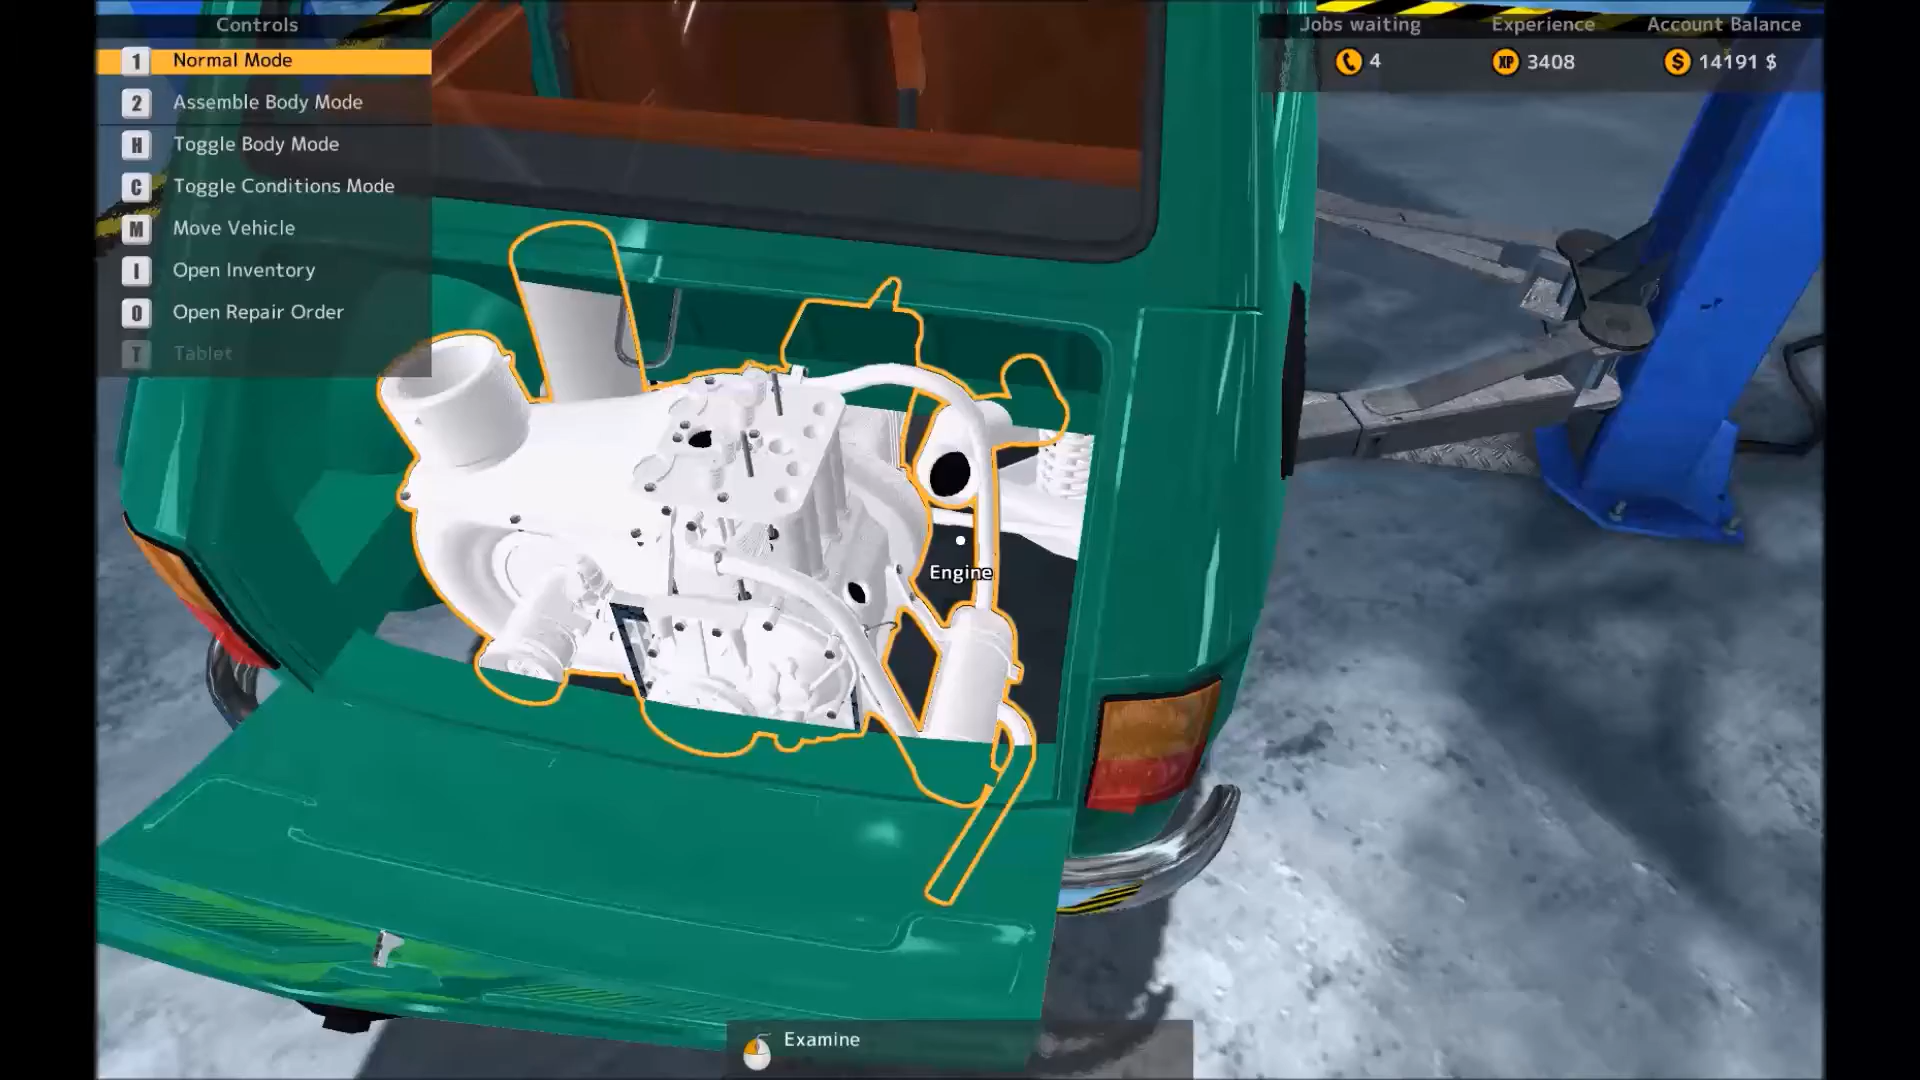 Controls
1 Normal Mode
2 Assemble Body Mode
H Toggle Body Mode
C Toggle Conditions Mode
M Move Vehicle
I Open Inventory
O Open Repair Order
T Tablet
Jobs waiting Experience Account Balance
4 XP 3408 $ 14191 $
Engine
Examine